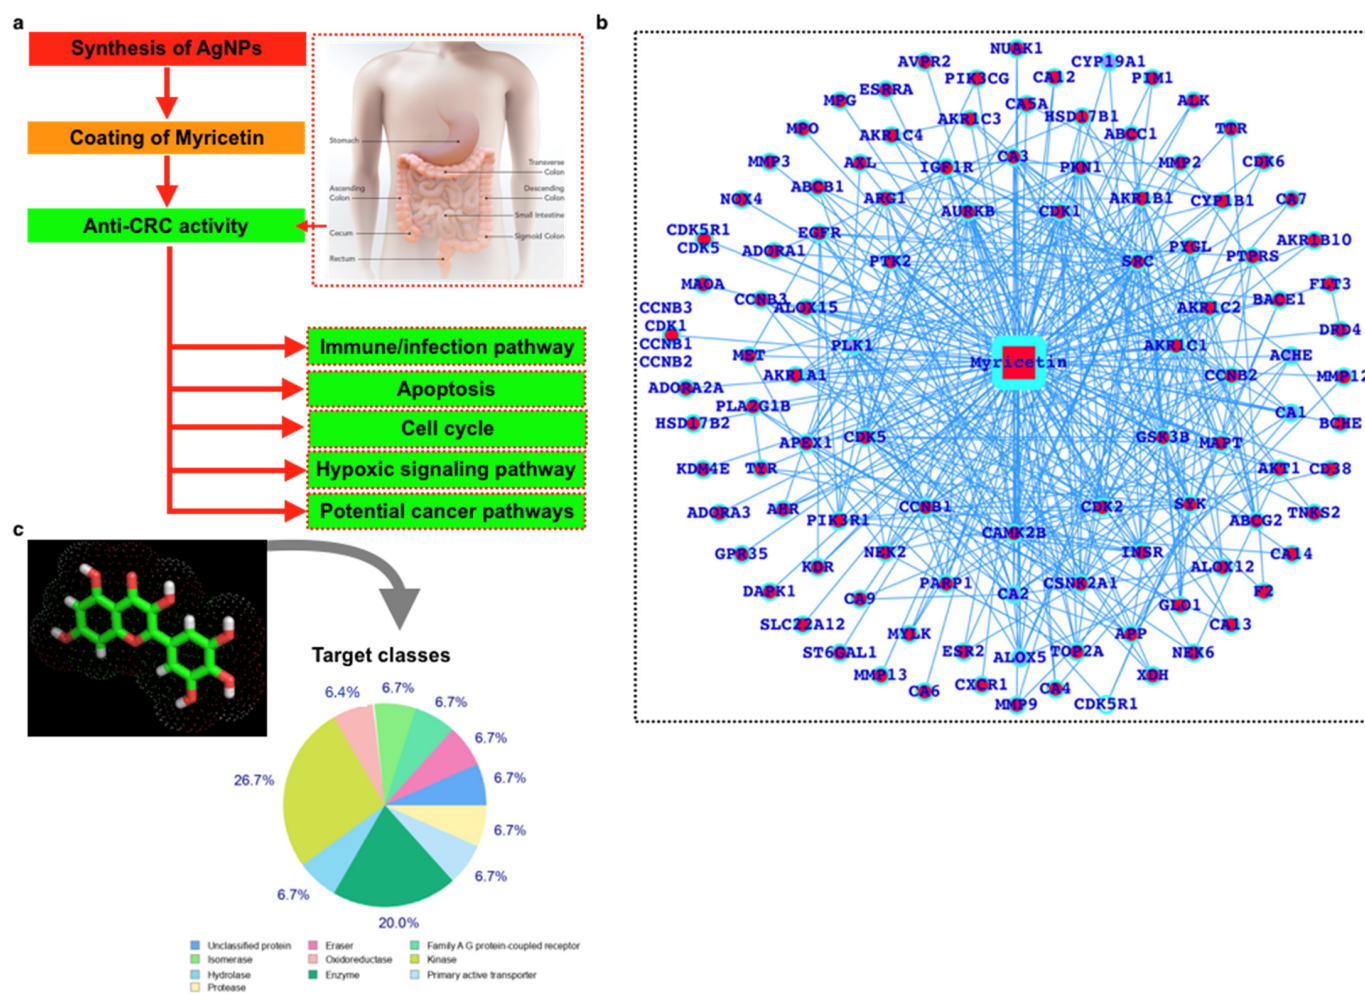 a
Synthesis of AgNPs
Coating of Myricetin
Anti-CRC activity
Stomach
Transverse
Colon
Ascending
Colon
Descending
Colon
Small Intestine
Cecum
Sigmoid Colon
Rectum
Immune/infection pathway
Apoptosis
Cell cycle
Hypoxic signaling pathway
Potential cancer pathways
b
NUAK1
AVPR2
CYP19A1
PIK3CG
CA12
PIM1
ESRRA
MPG
CA5A
ALK
AKR1C3
HSD17B1
MPO
AKR1C4
ABCC1
TTR
MMP3
AXL
IGF1R
CA3
PKN1
MMP2
CDK6
ABCB1
NOX4
ARG1
AKR1B1
CYP1B1
CA7
AURKB
CDK1
CDK5R1
CDK5
EGFR
ADORA1
PTK2
SRC
PYGL
PTPRS
AKR1B10
MAOA
CCNB3
ALOX15
AKR1C2
BACE1
FLT3
CCNB3
CDK1
CCNB1
CCNB2
PLK1
AKR1C1
DRD4
MET
ACHE
Myricetin
AKR1A1
CCNB2
MMP12
ADORA2A
PLA2G1B
CA1
HSD17B2
BCHE
APEX1
CDK5
GSK3B
MAPT
KDM4E
TYR
AKT1
CD38
ADORA3
AHR
PIK3R1
CCNB1
CDK2
SYK
ABCG2
TNKS2
CAMK2B
GPR35
KDR
NEK2
INSR
ALOX12
CA14
DAPK1
CA9
PARP1
CA2
CSNK2A1
GLO1
F2
SLC22A12
MYLK
APP
CA13
ST6GAL1
ESR2
ALOX5
TOP2A
NEK6
MMP13
CA6
CXCR1
CA4
XDH
MMP9
CDK5R1
c
Target classes
6.4%
6.7%
6.7%
6.7%
6.7%
26.7%
6.7%
6.7%
6.7%
20.0%
Unclassified protein
Eraser
Family A G protein-coupled receptor
Isomerase
Oxidoreductase
Kinase
Hydrolase
Enzyme
Primary active transporter
Protease